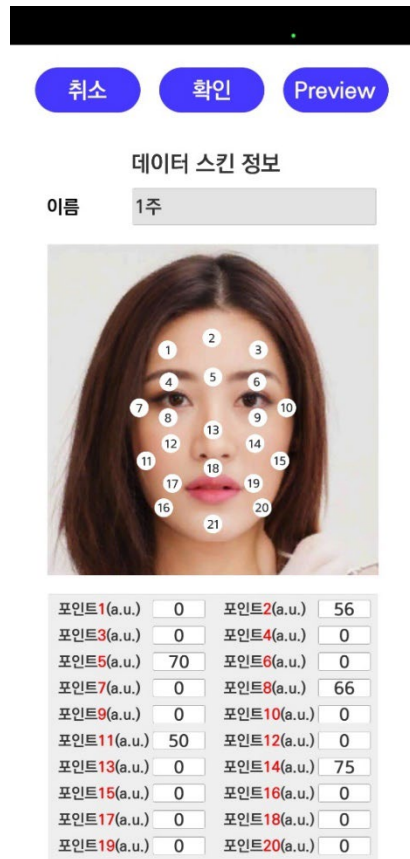 취소 확인 Preview
데이터 스킨 정보
이름 1주
2
1 3
5
4 6
7 10
8 9
13
12 14
11 15
18
17 19
16 20
21
포인트1(a.u.) 0 포인트2(a.u.) 56
포인트3(a.u.) 0 포인트4(a.u.) 0
포인트5(a.u.) 70 포인트6(a.u.) 0
포인트7(a.u.) 0 포인트8(a.u.) 66
포인트9(a.u.) 0 포인트10(a.u.) 0
포인트11(a.u.) 50 포인트12(a.u.) 0
포인트13(a.u.) 0 포인트14(a.u.) 75
포인트15(a.u.) 0 포인트16(a.u.) 0
포인트17(a.u.) 0 포인트18(a.u.) 0
포인트19(a.u.) 0 포인트20(a.u.) 0